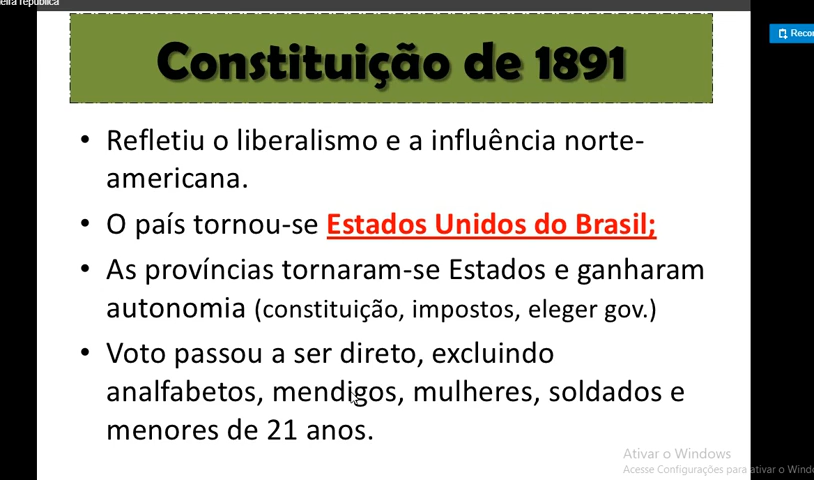 eira república
Constituição de 1891
Recor
• Refletiu o liberalismo e a influência norte-
americana.
• O país tornou-se Estados Unidos do Brasil;
• As províncias tornaram-se Estados e ganharam
autonomia (constituição, impostos, eleger gov.)
• Voto passou a ser direto, excluindo
analfabetos, mendigos, mulheres, soldados e
menores de 21 anos.
Ativar o Windows
Acesse Configurações para ativar o Windo